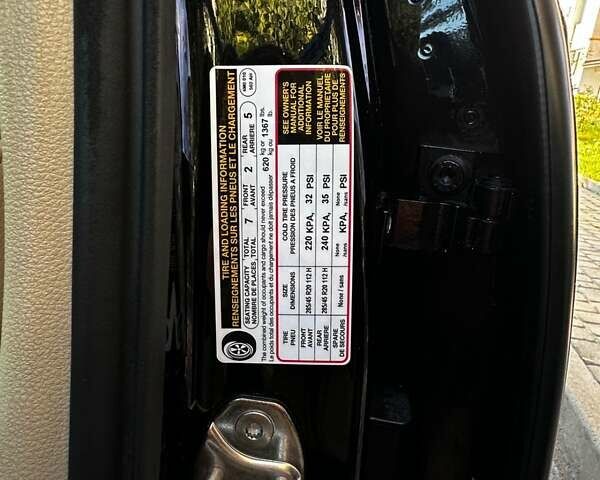 TIRE AND LOADING INFORMATION
RENSEIGNEMENTS SUR LES PNEUS ET LE CHARGEMENT
SEATING CAPACITY TOTAL 7 FRONT 2 REAR 5
NOMBRE DE PLACES TOTAL AVANT ARRIERE
The combined weight of occupants and cargo should never exceed 620 kg or 1367 lbs.
Le poids total des occupants et du chargement ne doit jamais dépasser kg ou lb.
TIRE SIZE COLD TIRE PRESSURE
PNEU DIMENSIONS PRESSION DES PNEUS A FROID
FRONT 285/45 R20 112 H 220 KPA, 32 PSI
AVANT
REAR 285/45 R20 112 H 240 KPA, 35 PSI
ARRIERE
SPARE None / sans None KPA, None PSI
DE SECOURS /sans /sans
SEE OWNER'S
MANUAL FOR
ADDITIONAL
INFORMATION
VOIR LE MANUEL
DU PROPRIETAIRE
POUR PLUS DE
RENSEIGNEMENTS